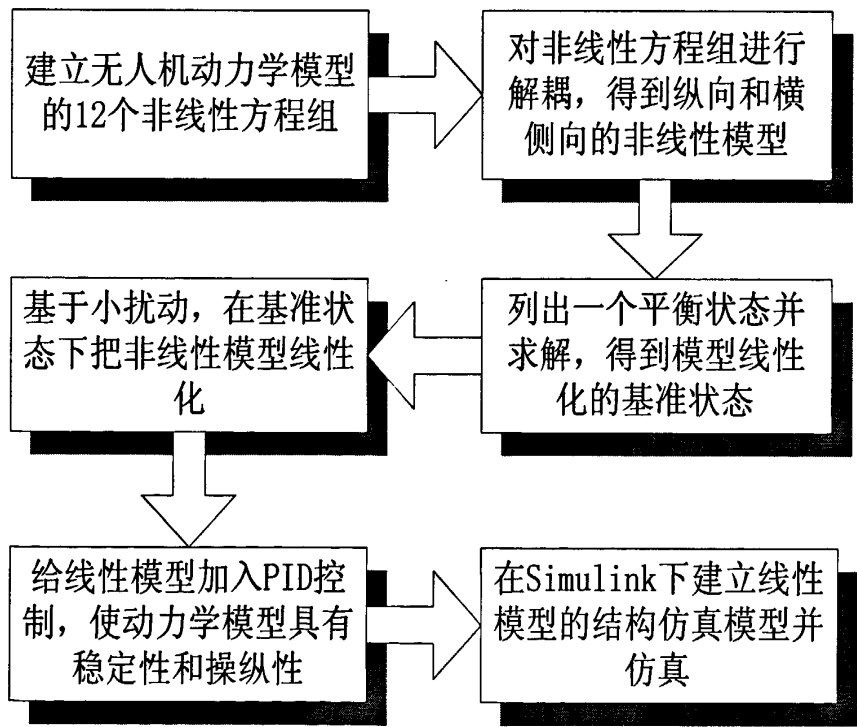 建立无人机动力学模型
的12个非线性方程组
对非线性方程组进行
解耦，得到纵向和横
侧向的非线性模型
列出一个平衡状态并
求解，得到模型线性
化的基准状态
基于小扰动，在基准状
态下把非线性模型线性
化
给线性模型加入PID控
制，使动力学模型具有
稳定性和操纵性
在Simulink下建立线性
模型的结构仿真模型并
仿真